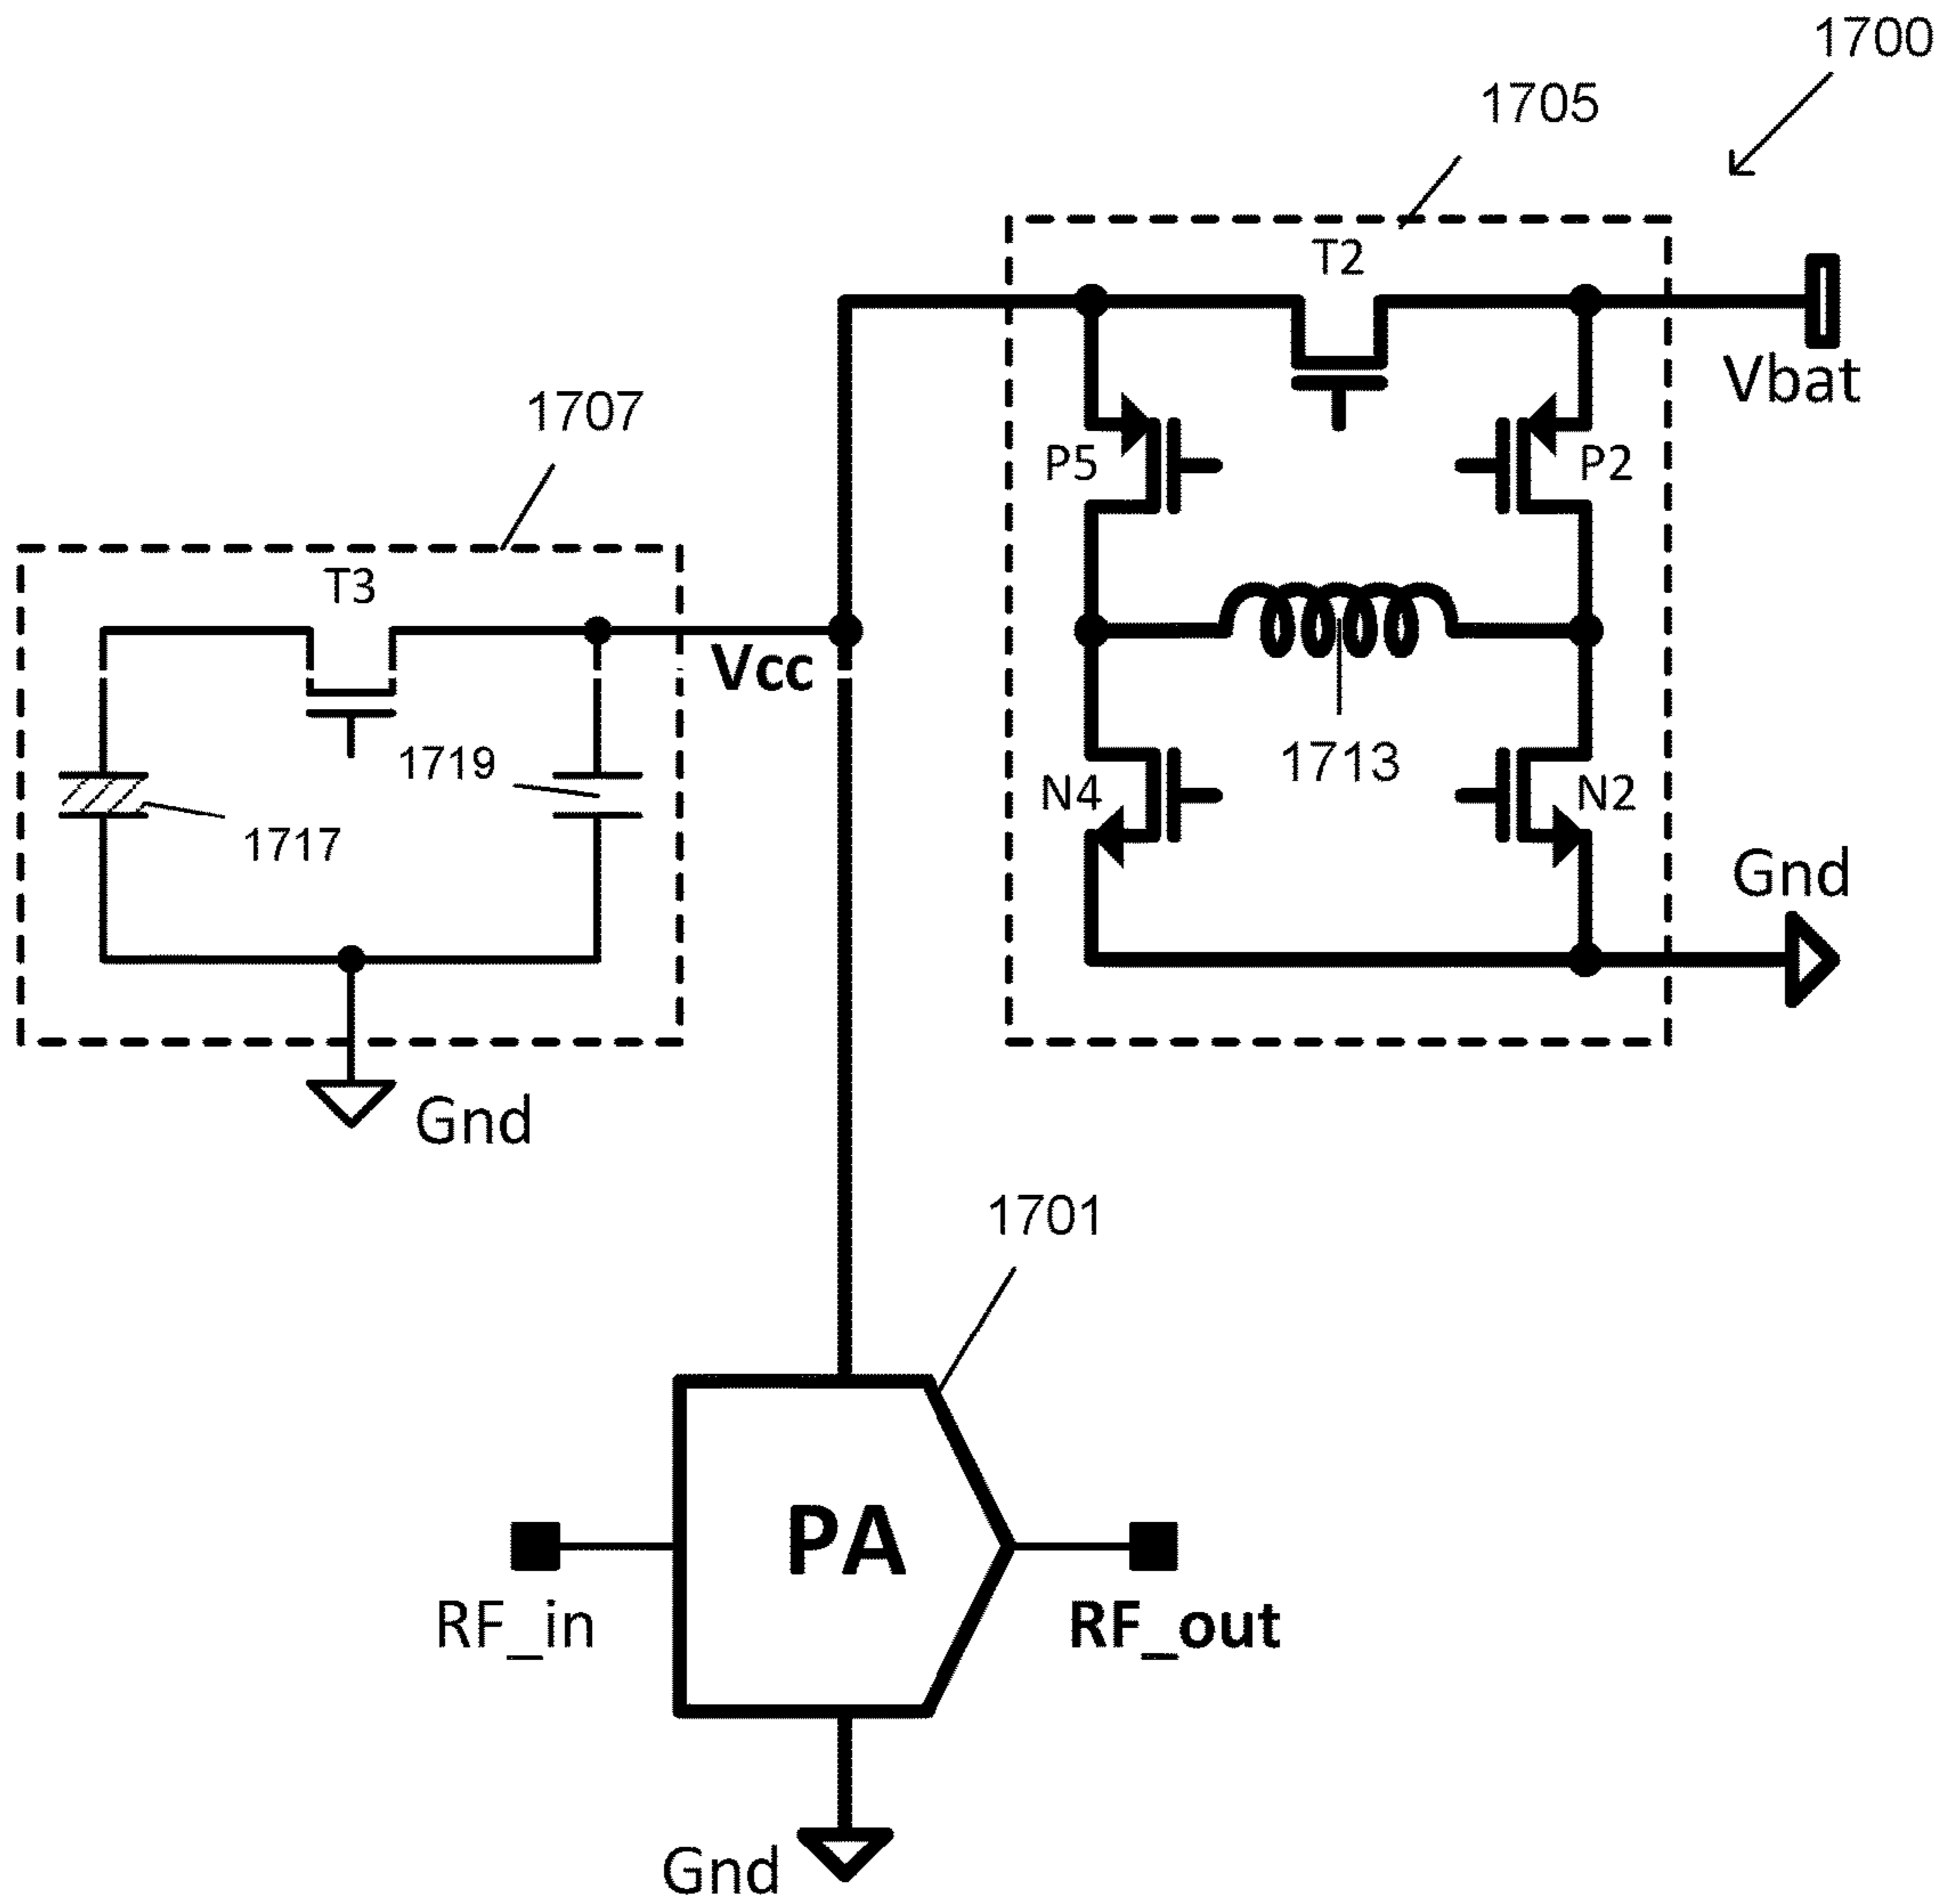 1700
1705
T2
Vbat
1707
P5
P2
T3
Vcc
1719
1713
N4
N2
1717
Gnd
Gnd
1701
PA
RF_in
RF_out
Gnd